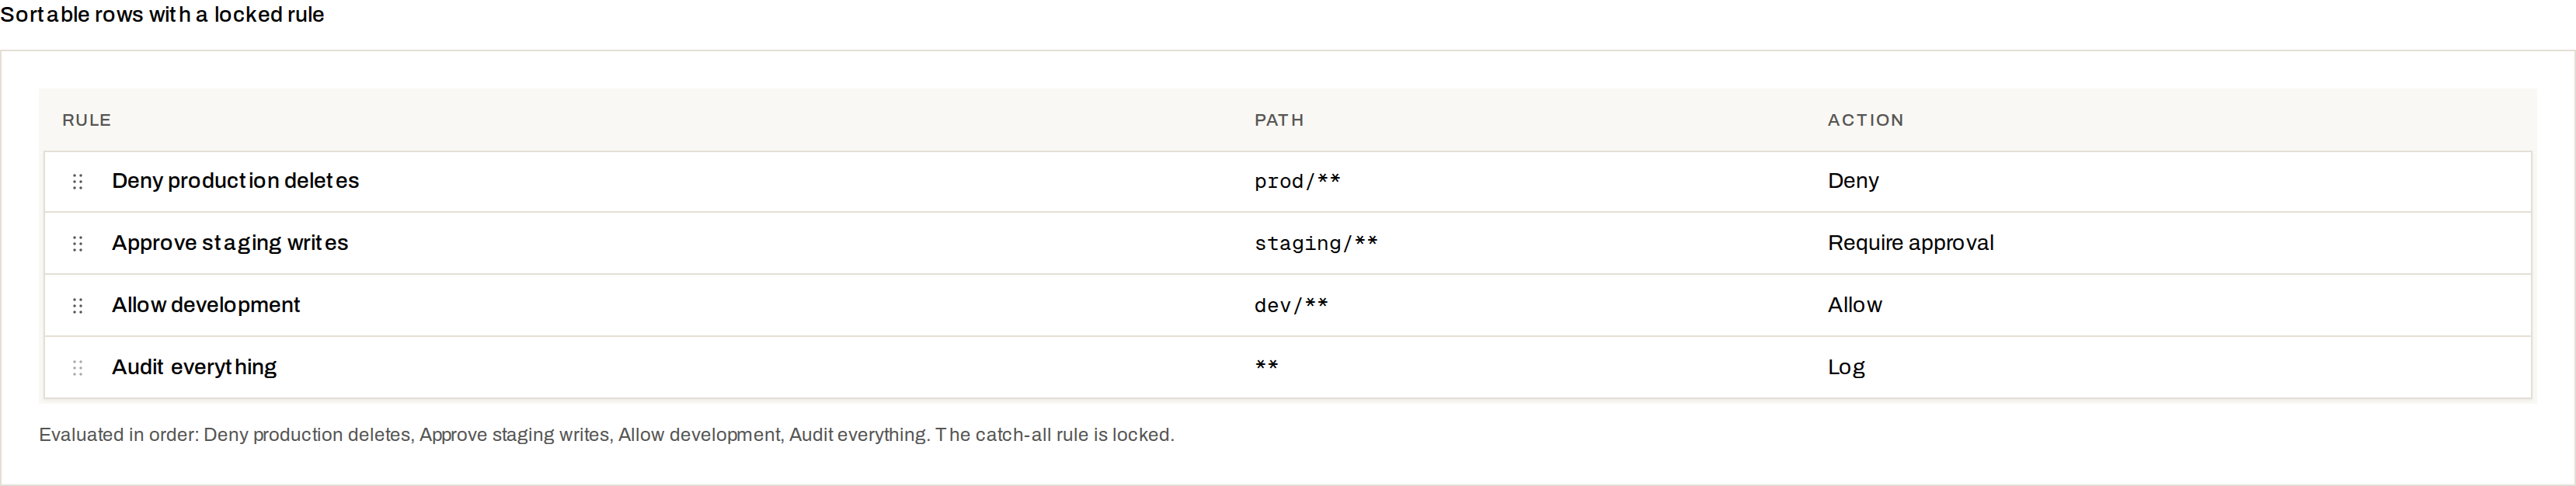 Sortable rows with a locked rule
RULE PATH ACTION
Deny production deletes prod/** Deny
Approve staging writes staging/** Require approval
Allow development dev/** Allow
Audit everything ** Log
Evaluated in order: Deny production deletes, Approve staging writes, Allow development, Audit everything. The catch-all rule is locked.